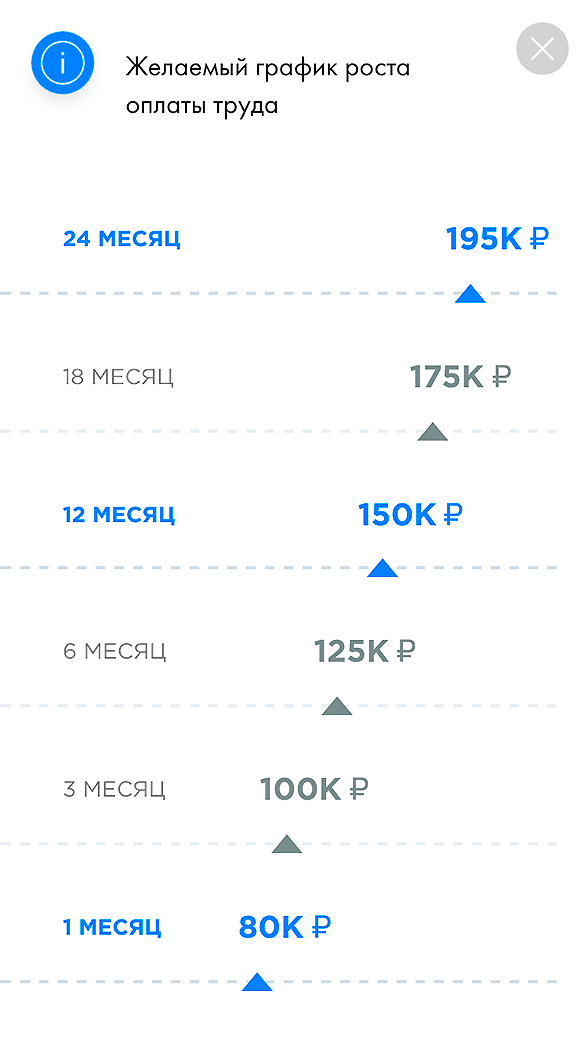 Желаемый график роста
оплаты труда
24 МЕСЯЦ 195K ₽
18 МЕСЯЦ 175K ₽
12 МЕСЯЦ 150K ₽
6 МЕСЯЦ 125K ₽
3 МЕСЯЦ 100K ₽
1 МЕСЯЦ 80K ₽